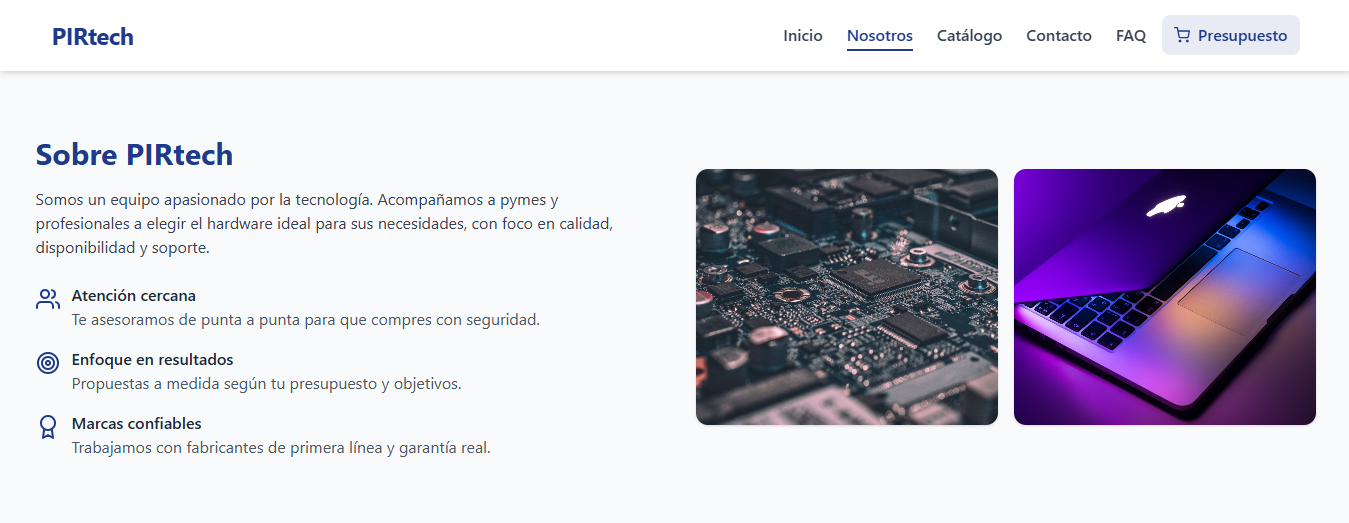 PIRtech
Inicio
Nosotros
Catálogo
Contacto
FAQ
Presupuesto
Sobre PIRtech
Somos un equipo apasionado por la tecnología. Acompañamos a pymes y
profesionales a elegir el hardware ideal para sus necesidades, con foco en calidad,
disponibilidad y soporte.
Atención cercana
Te asesoramos de punta a punta para que compres con seguridad.
Enfoque en resultados
Propuestas a medida según tu presupuesto y objetivos.
Marcas confiables
Trabajamos con fabricantes de primera línea y garantía real.